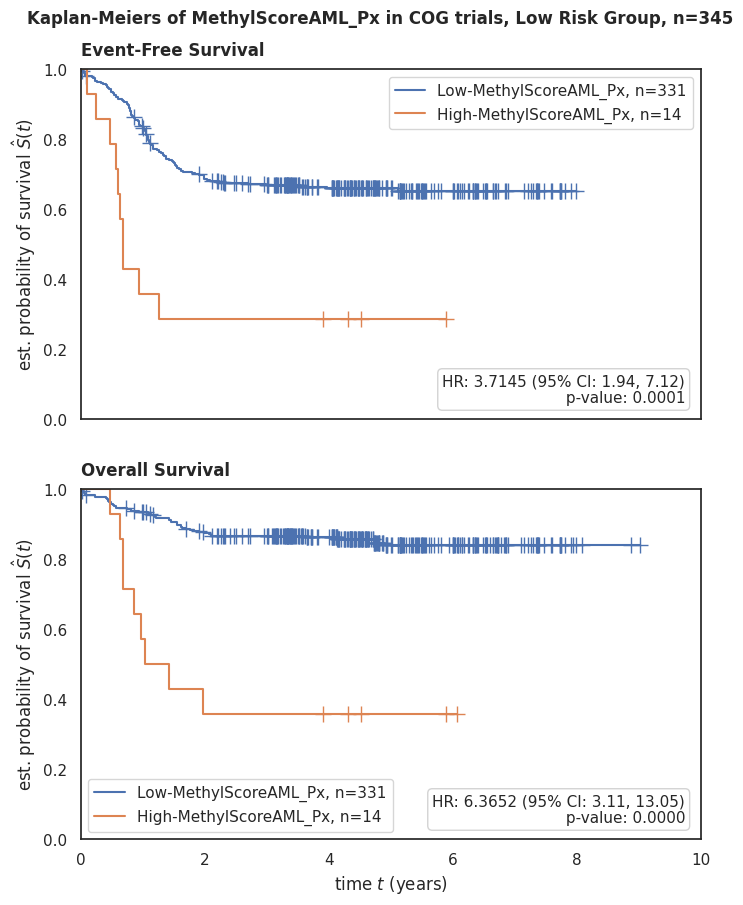 Kaplan-Meiers of MethylScoreAML_Px in COG trials, Low Risk Group, n=345
Event-Free Survival
1.0
0.8
0.6
0.4
0.2
0.0
est. probability of survival Ŝ(t)
Low-MethylScoreAML_Px, n=331
High-MethylScoreAML_Px, n=14
HR: 3.7145 (95% CI: 1.94, 7.12)
p-value: 0.0001
Overall Survival
1.0
0.8
0.6
0.4
0.2
0.0
est. probability of survival Ŝ(t)
Low-MethylScoreAML_Px, n=331
High-MethylScoreAML_Px, n=14
HR: 6.3652 (95% CI: 3.11, 13.05)
p-value: 0.0000
0 2 4 6 8 10
time t (years)